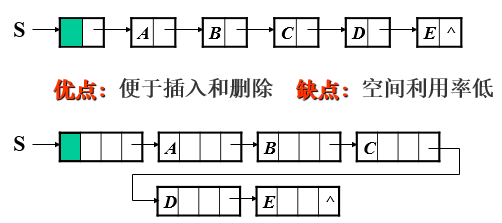 S A B C D E ^
优点：便于插入和删除 缺点：空间利用率低
S A B C
D E ^